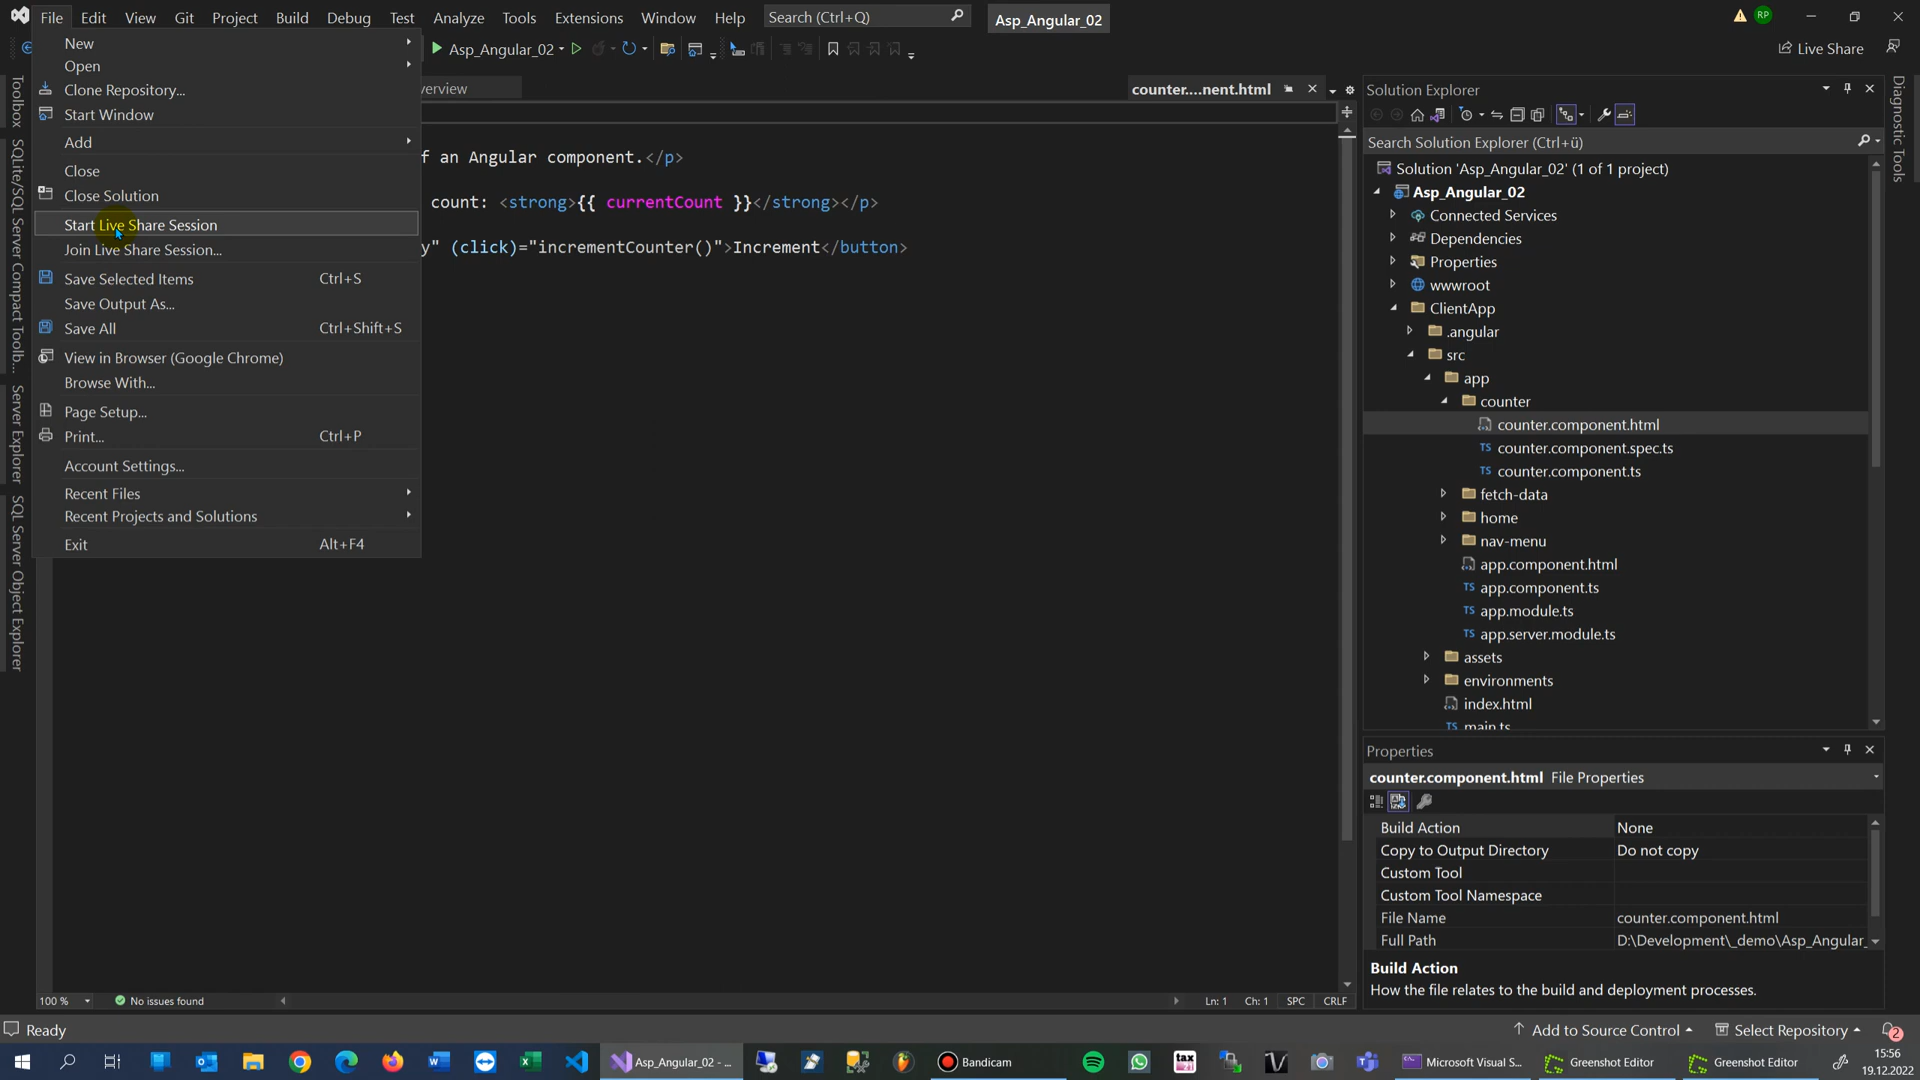 File Edit View Git Project Build Debug Test Analyze Tools Extensions Window Help Search (Ctrl+Q) Asp_Angular_02 RP
Asp_Angular_02 Live Share
New
Open
Clone Repository...
Start Window
Add
Close
Close Solution
Start Live Share Session
Join Live Share Session...
Save Selected Items Ctrl+S
Save Output As...
Save All Ctrl+Shift+S
View in Browser (Google Chrome)
Browse With...
Page Setup...
Print... Ctrl+P
Account Settings...
Recent Files
Recent Projects and Solutions
Exit Alt+F4
Toolbox
SQLite/SQL Server Compact Toolb...
Server Explorer
SQL Server Object Explorer
verview
counter....nent.html
f an Angular component.</p>
count: <strong>{{ currentCount }}</strong></p>
y" (click)="incrementCounter()">Increment</button>
100 % No issues found Ln: 1 Ch: 1 SPC CRLF
Solution Explorer
Search Solution Explorer (Ctrl+ü)
Solution 'Asp_Angular_02' (1 of 1 project)
Asp_Angular_02
Connected Services
Dependencies
Properties
wwwroot
ClientApp
.angular
src
app
counter
counter.component.html
TS counter.component.spec.ts
TS counter.component.ts
fetch-data
home
nav-menu
app.component.html
TS app.component.ts
TS app.module.ts
TS app.server.module.ts
assets
environments
index.html
main.ts
Diagnostic Tools
Properties
counter.component.html File Properties
Build Action None
Copy to Output Directory Do not copy
Custom Tool
Custom Tool Namespace
File Name counter.component.html
Full Path D:\Development\_demo\Asp_Angular_
Build Action
How the file relates to the build and deployment processes.
Ready Add to Source Control Select Repository 2
Asp_Angular_02 - ... Bandicam tax Microsoft Visual S... Greenshot Editor Greenshot Editor 15:56
19.12.2022